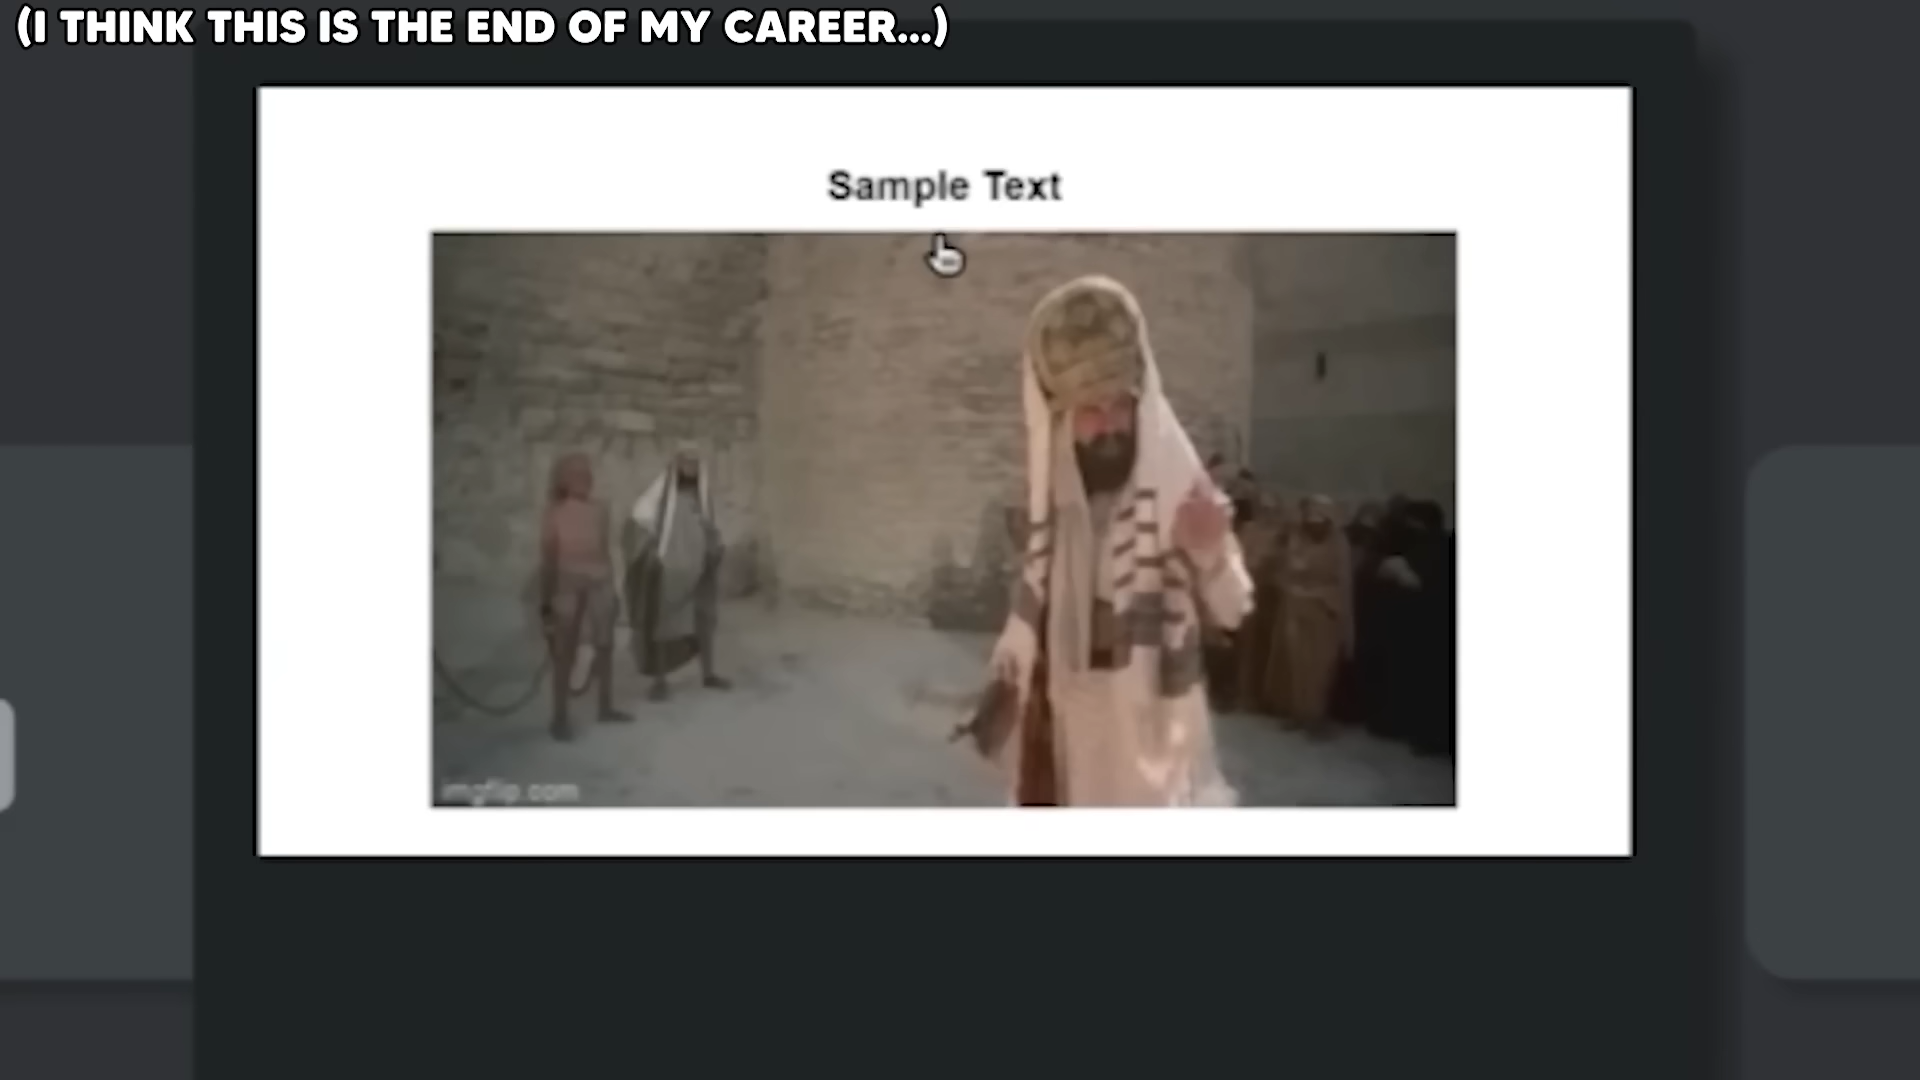 (I THINK THIS IS THE END OF MY CAREER...)
Sample Text
imgflip.com